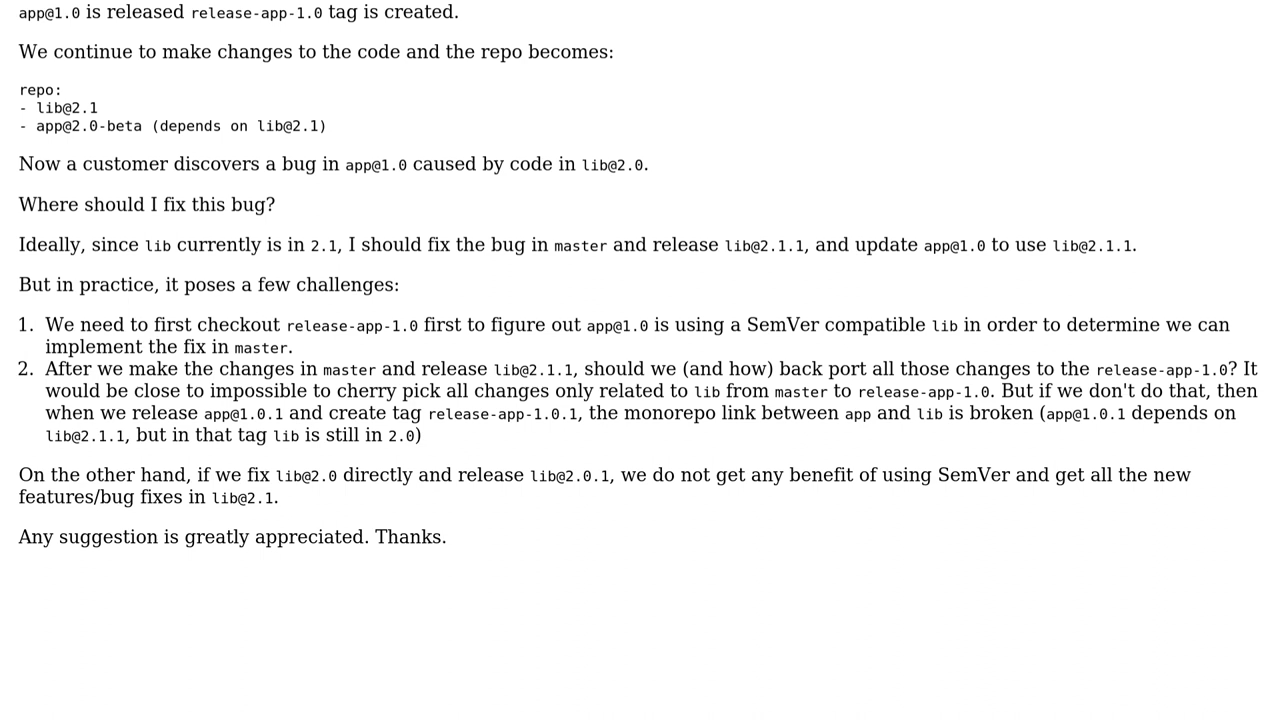 app@1.0 is released release-app-1.0 tag is created.
We continue to make changes to the code and the repo becomes:
repo:
- lib@2.1
- app@2.0-beta (depends on lib@2.1)
Now a customer discovers a bug in app@1.0 caused by code in lib@2.0.
Where should I fix this bug?
Ideally, since lib currently is in 2.1, I should fix the bug in master and release lib@2.1.1, and update app@1.0 to use lib@2.1.1.
But in practice, it poses a few challenges:
1. We need to first checkout release-app-1.0 first to figure out app@1.0 is using a SemVer compatible lib in order to determine we can
implement the fix in master.
2. After we make the changes in master and release lib@2.1.1, should we (and how) back port all those changes to the release-app-1.0? It
would be close to impossible to cherry pick all changes only related to lib from master to release-app-1.0. But if we don't do that, then
when we release app@1.0.1 and create tag release-app-1.0.1, the monorepo link between app and lib is broken (app@1.0.1 depends on
lib@2.1.1, but in that tag lib is still in 2.0)
On the other hand, if we fix lib@2.0 directly and release lib@2.0.1, we do not get any benefit of using SemVer and get all the new
features/bug fixes in lib@2.1.
Any suggestion is greatly appreciated. Thanks.